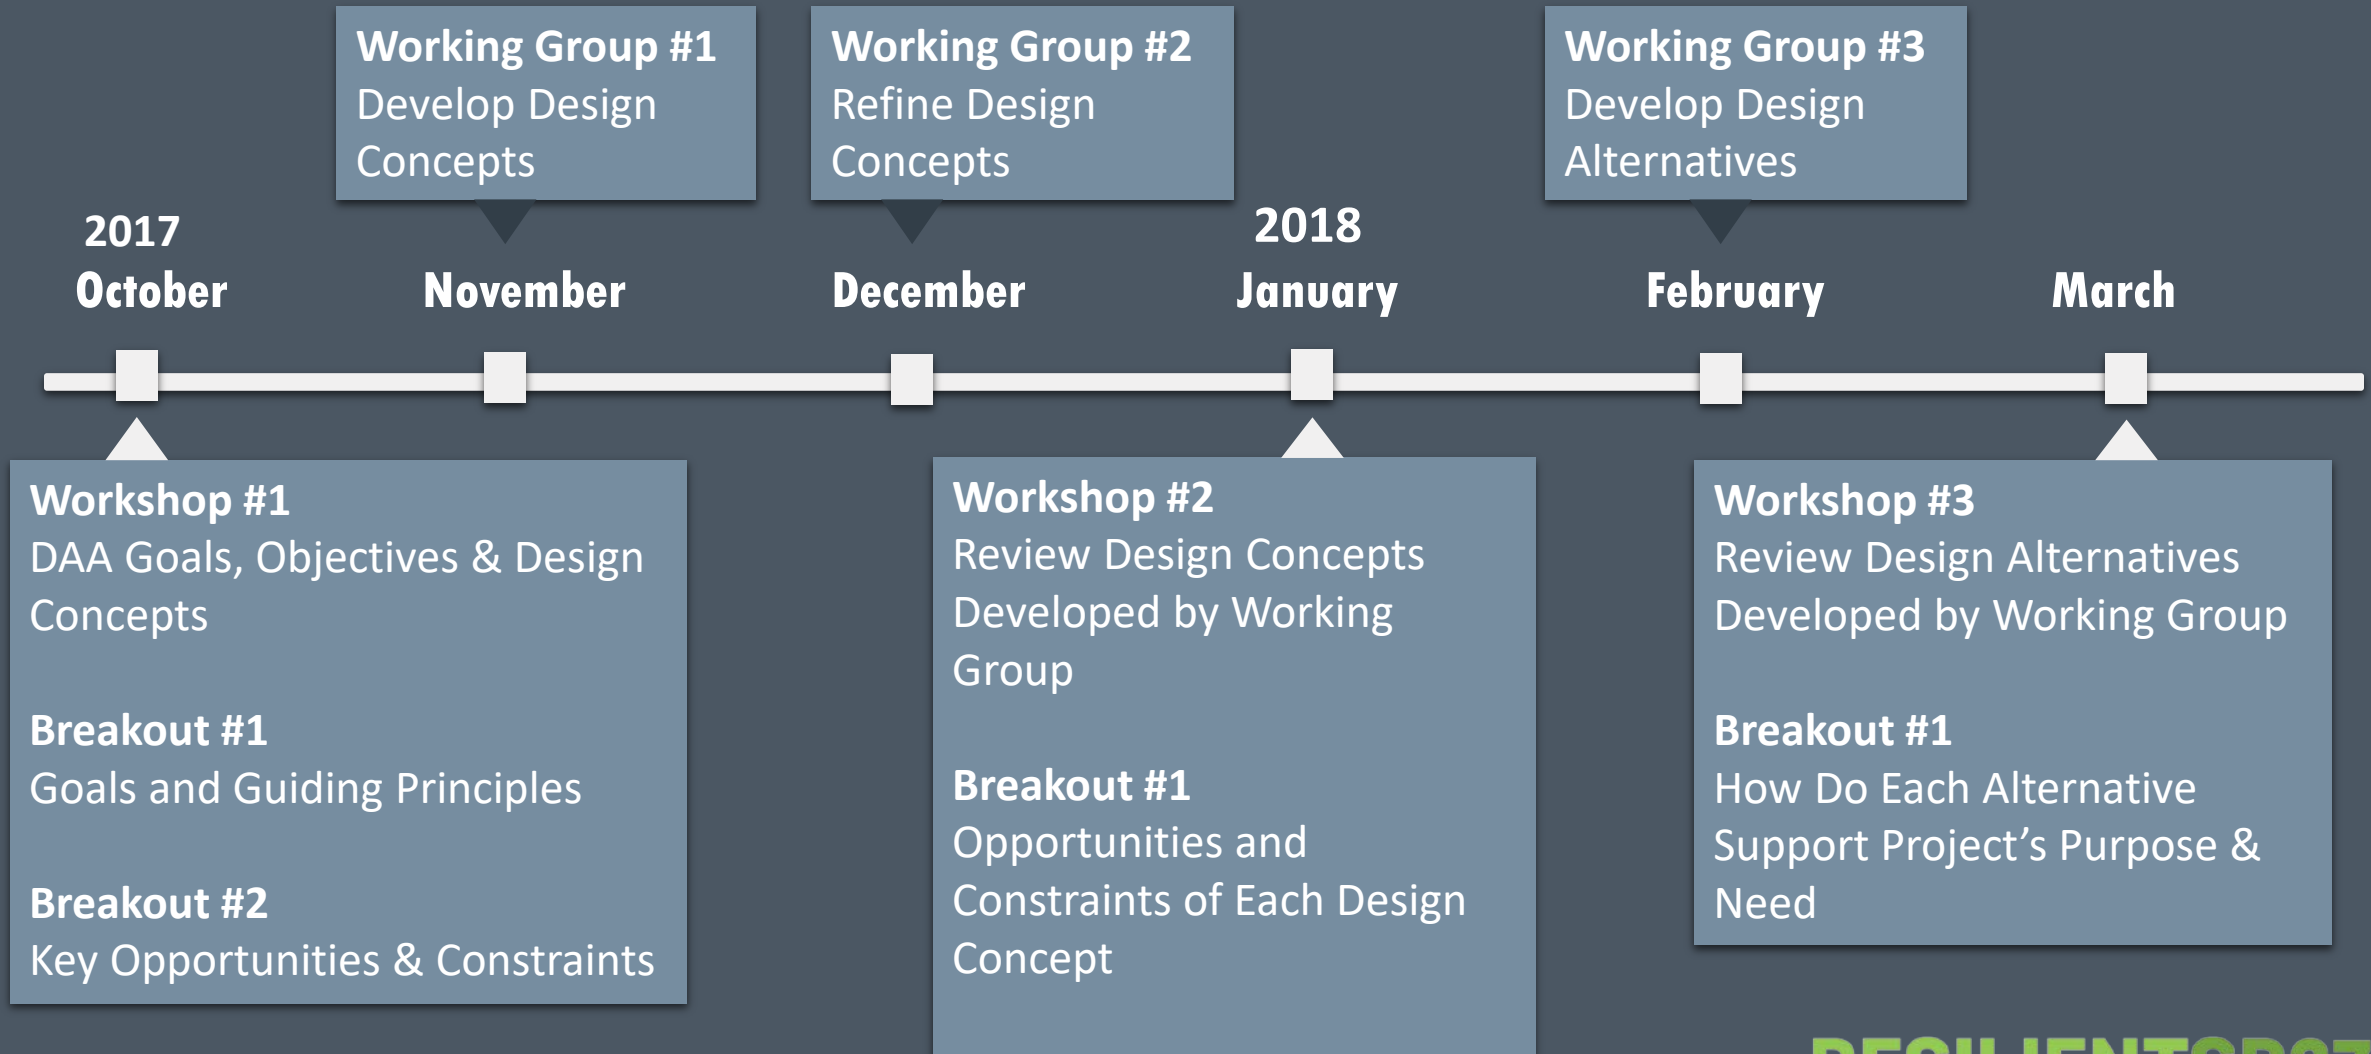 Working Group #1
Develop Design
Concepts
Working Group #2
Refine Design
Concepts
Working Group #3
Develop Design
Alternatives
2017
October
November
December
2018
January
February
March
Workshop #1
DAA Goals, Objectives & Design
Concepts
Breakout #1
Goals and Guiding Principles
Breakout #2
Key Opportunities & Constraints
Workshop #2
Review Design Concepts
Developed by Working
Group
Breakout #1
Opportunities and
Constraints of Each Design
Concept
Workshop #3
Review Design Alternatives
Developed by Working Group
Breakout #1
How Do Each Alternative
Support Project’s Purpose &
Need